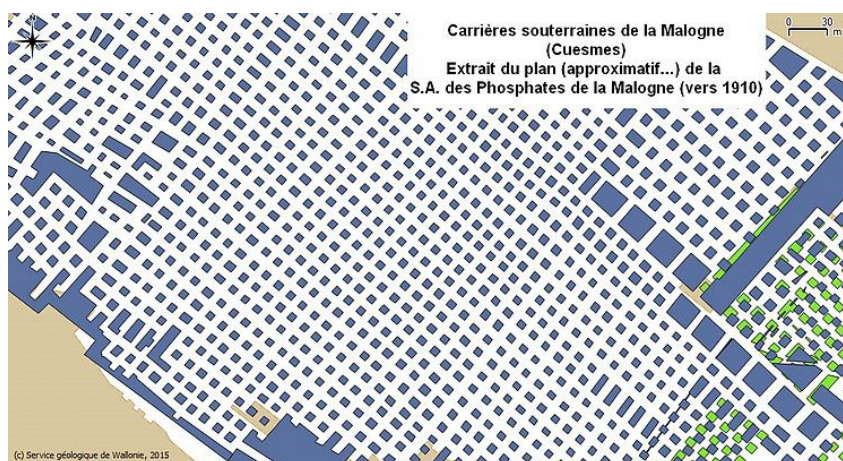 Carrières souterraines de la Malogne
(Cuesmes)
Extrait du plan (approximatif...) de la
S.A. des Phosphates de la Malogne (vers 1910)
0 30
m
N
(c) Service géologique de Wallonie, 2015